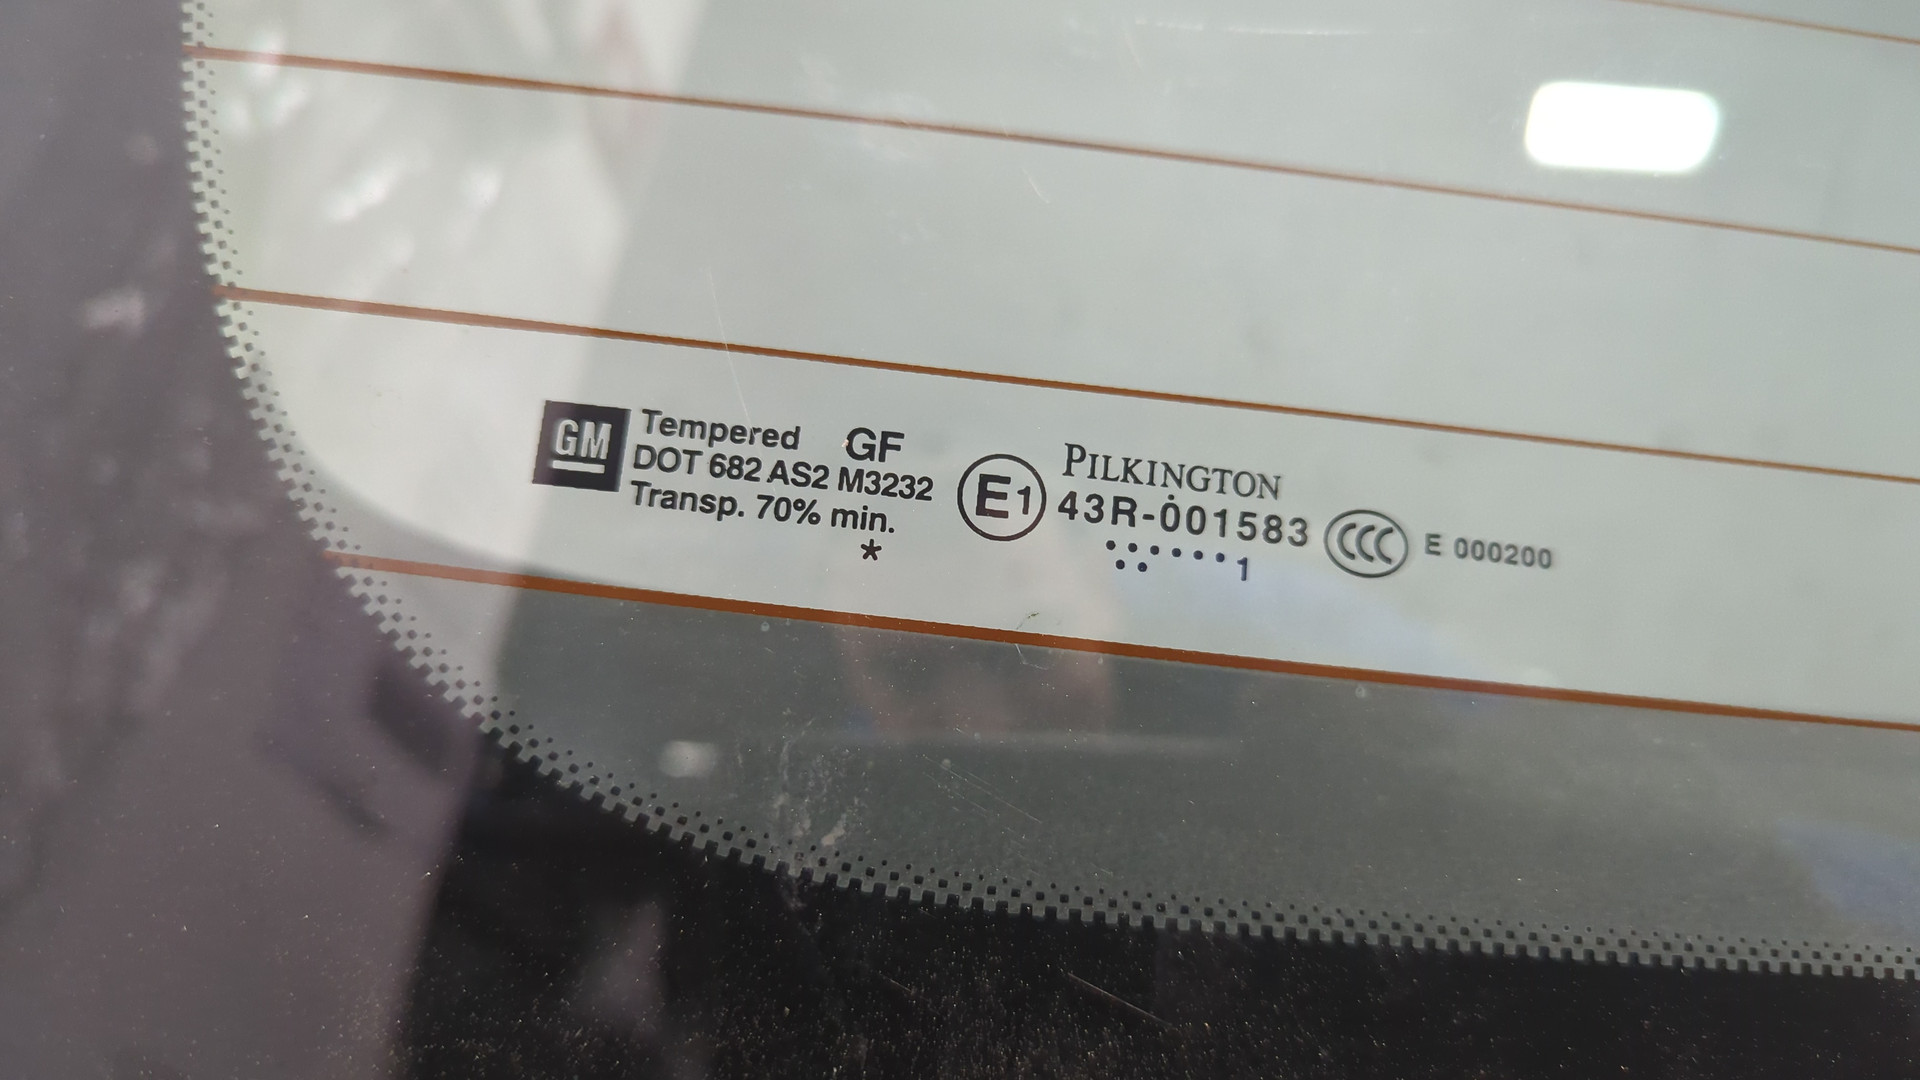 GM
Tempered GF
DOT 682 AS2 M3232
Transp. 70% min.
*
E1
PILKINGTON
43R-001583
1
CCC
E 000200